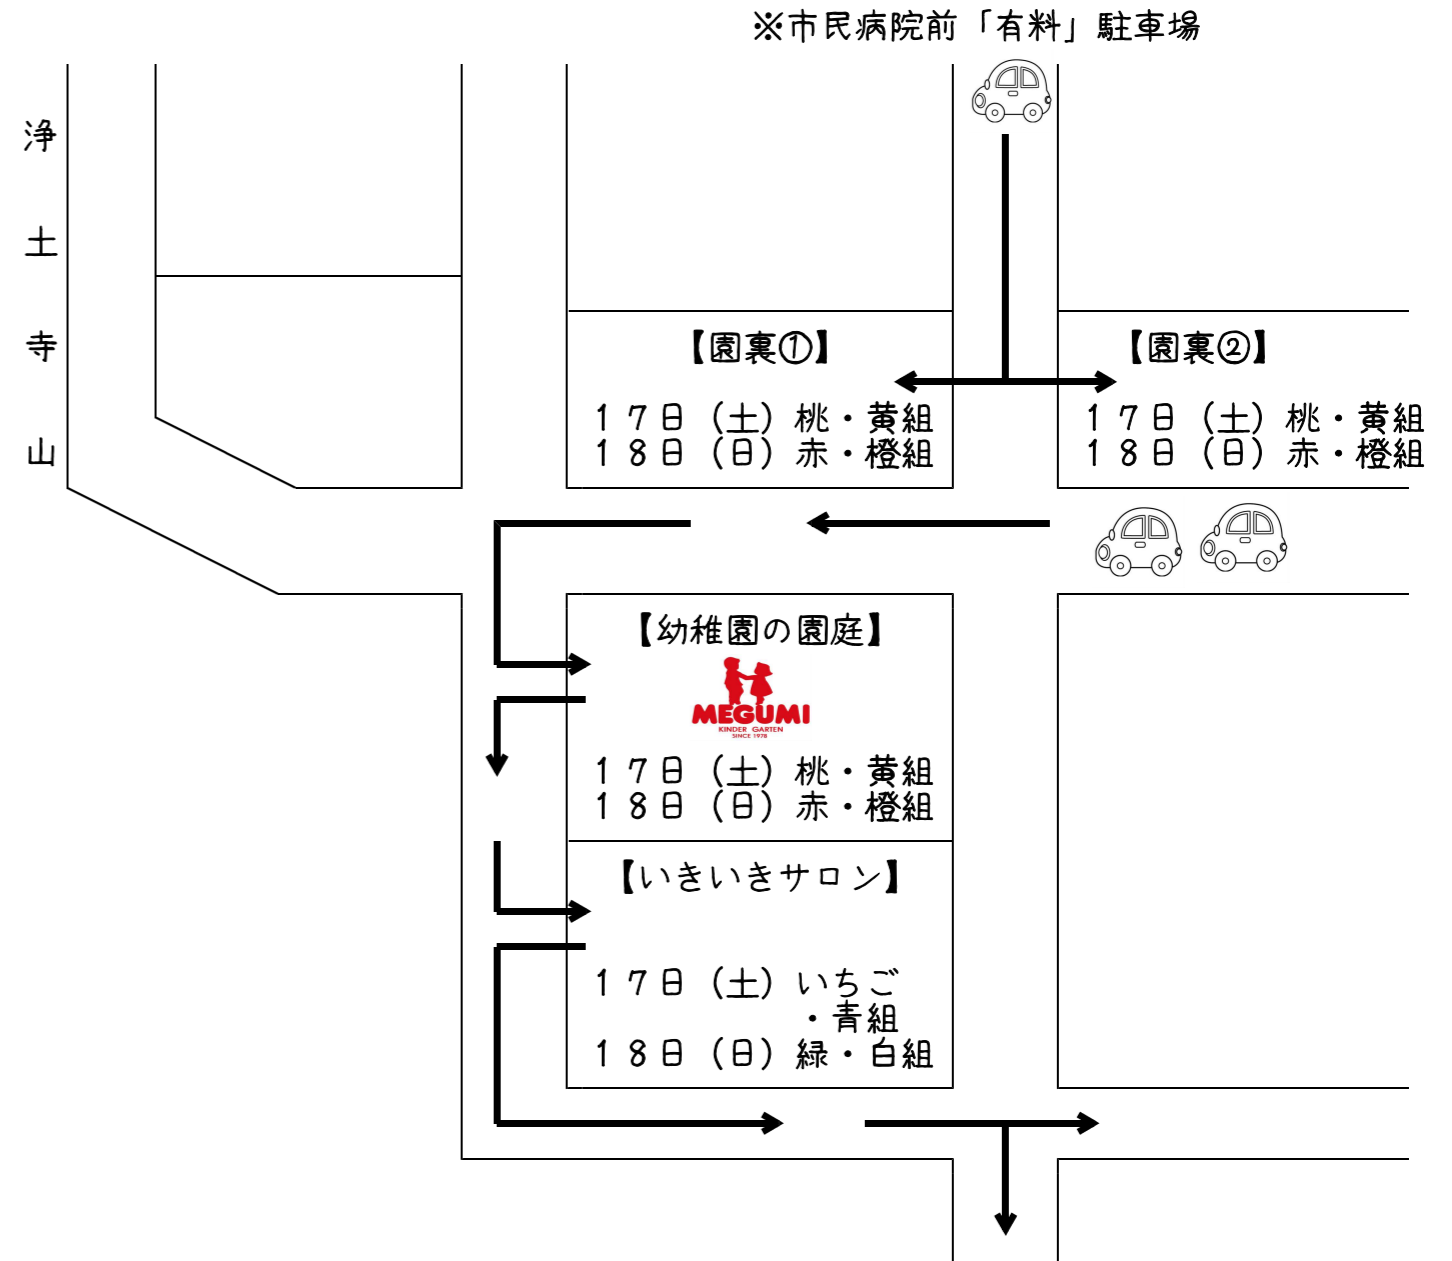 ※市民病院前「有料」駐車場
浄土寺山
【園裏①】
１７日（土）桃・黄組
１８日（日）赤・橙組
【園裏②】
１７日（土）桃・黄組
１８日（日）赤・橙組
【幼稚園の園庭】
MEGUMI
KINDER GARTEN
SINCE 1978
１７日（土）桃・黄組
１８日（日）赤・橙組
【いきいきサロン】
１７日（土）いちご
・青組
１８日（日）緑・白組